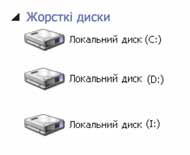 Жорсткі диски
Локальний диск (C:)
Локальний диск (D:)
Локальний диск (I:)